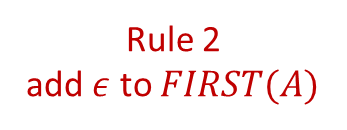 Rule 2
add ϵ to FIRST(A)